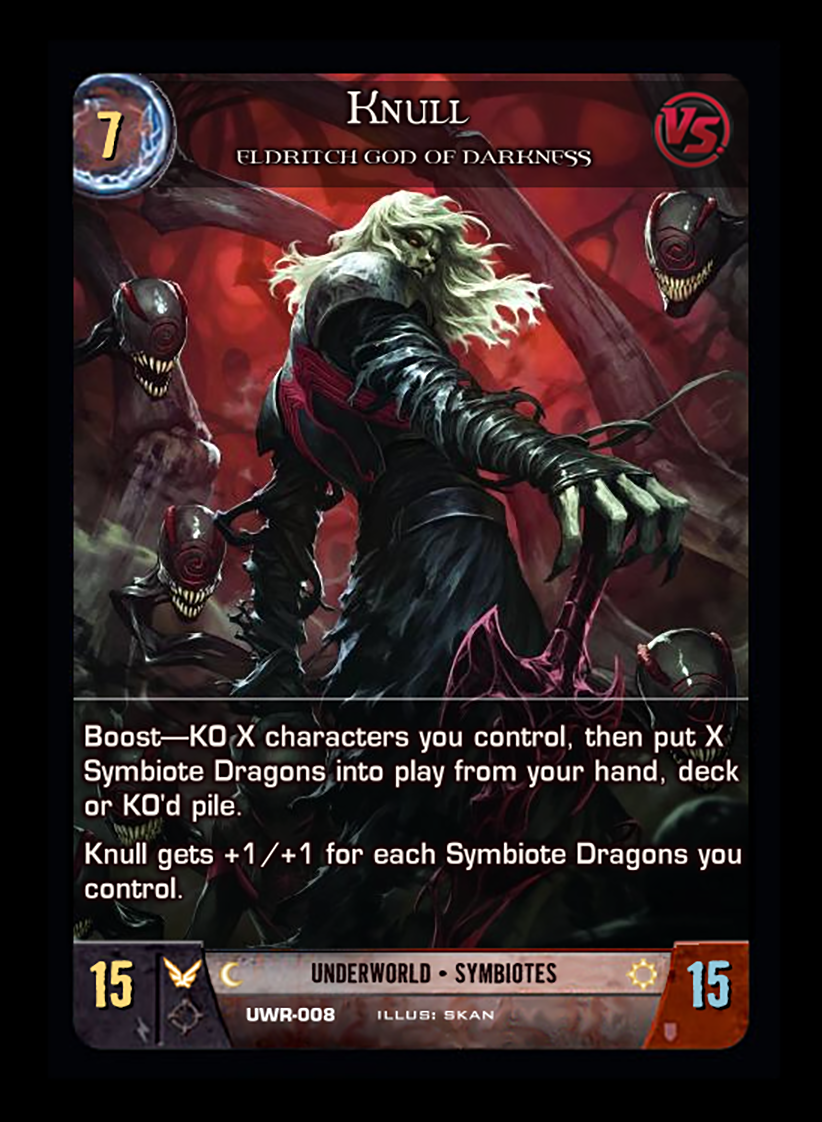 7
Knull
VS.
Eldritch God of Darkness
Boost—KO X characters you control, then put X
Symbiote Dragons into play from your hand, deck
or KO'd pile.
Knull gets +1/+1 for each Symbiote Dragons you
control.
15
UNDERWORLD • SYMBIOTES
15
UWR-008 ILLUS: SKAN